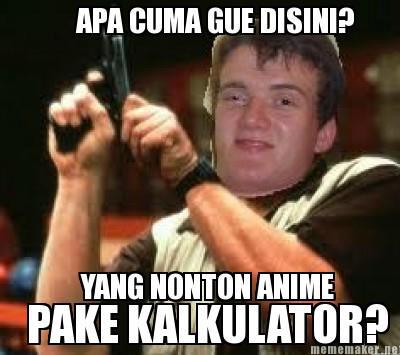 APA CUMA GUE DISINI?
YANG NONTON ANIME
PAKE KALKULATOR?
mememaker.net